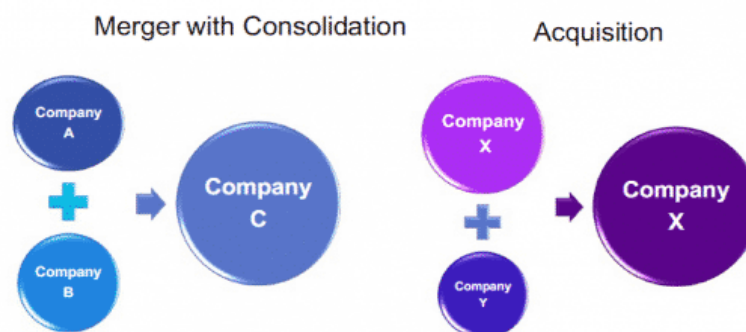 Merger with Consolidation
Company
A
Company
B
Company
C
Acquisition
Company
X
Company
Y
Company
X